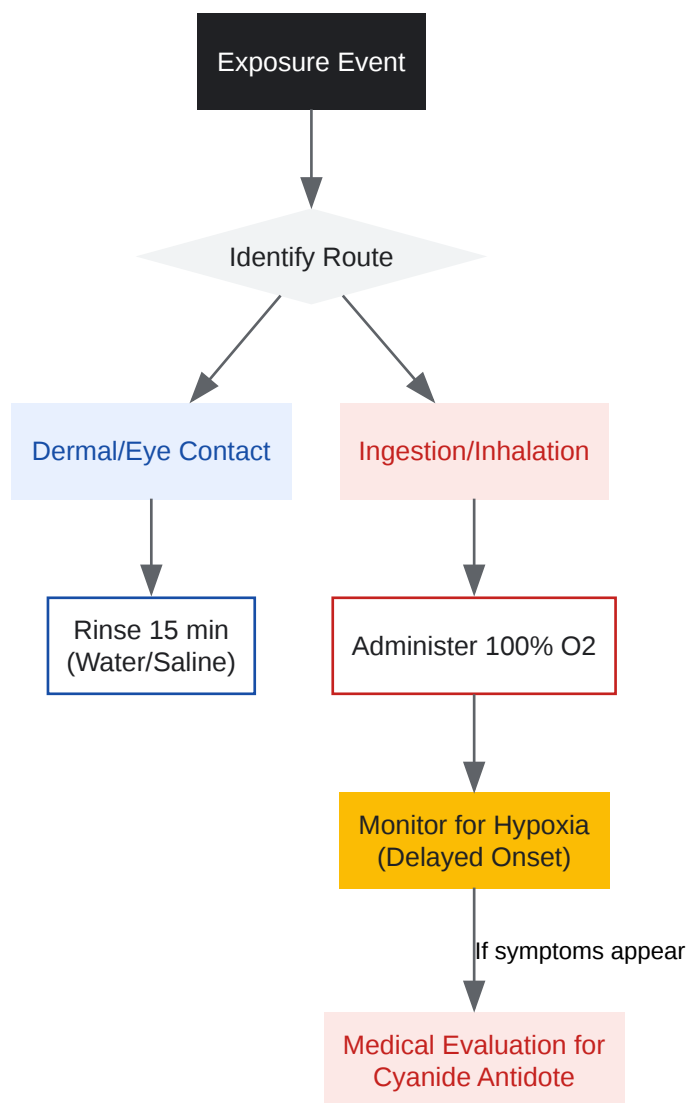 Exposure Event
Identify Route
Dermal/Eye Contact
Ingestion/Inhalation
Rinse 15 min
(Water/Saline)
Administer 100% O2
Monitor for Hypoxia
(Delayed Onset)
If symptoms appear
Medical Evaluation for
Cyanide Antidote